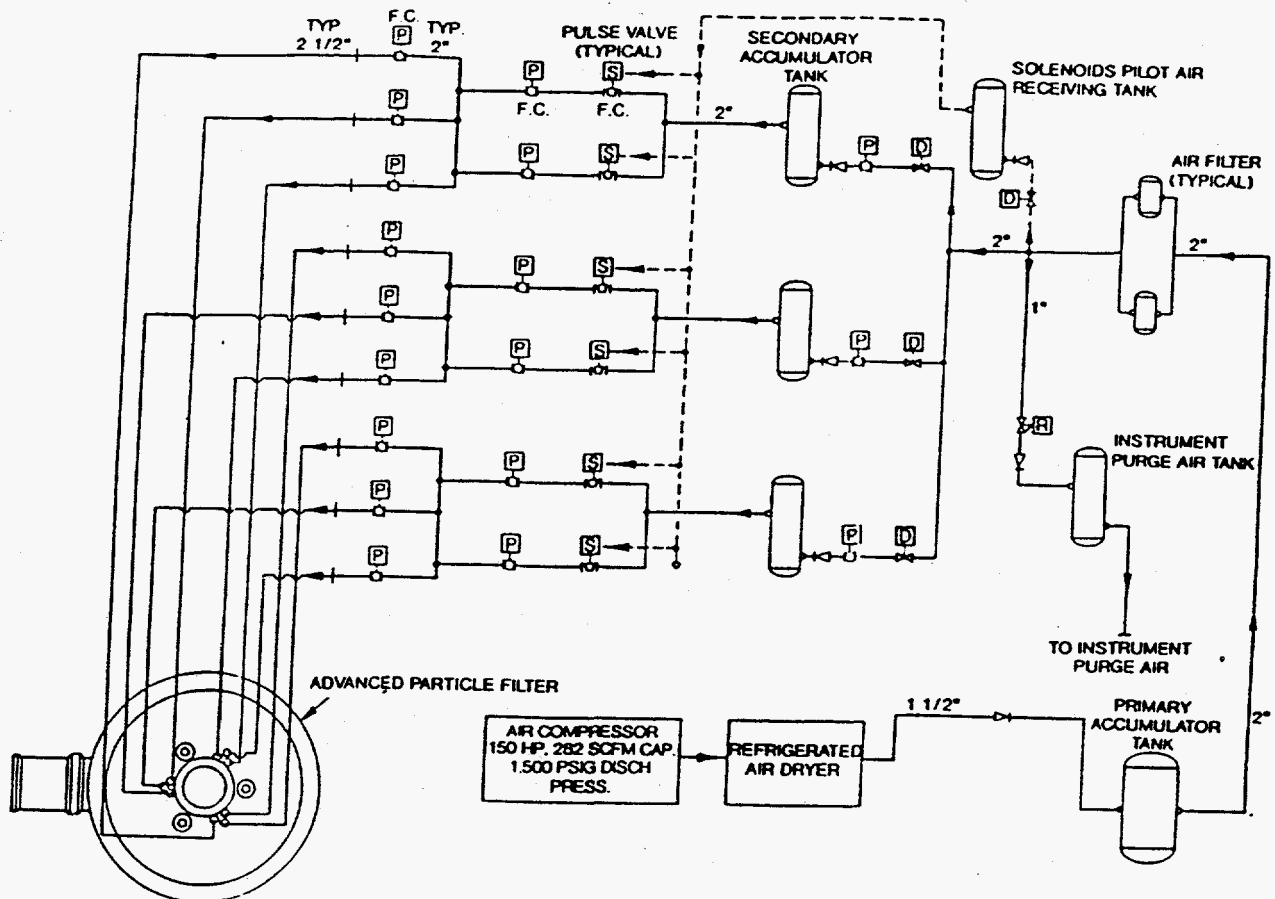 TYP
2 1/2"
F.C.
P
TYP.
2"
PULSE VALVE
(TYPICAL)
SECONDARY
ACCUMULATOR
TANK
SOLENOIDS PILOT AIR
RECEIVING TANK
P
S
F.C.
F.C.
2"
P
D
P
P
P
S
AIR FILTER
(TYPICAL)
D
2"
2"
P
P
S
1"
P
P
P
S
P
D
P
R
INSTRUMENT
PURGE AIR TANK
P
P
S
P
P
S
P
D
P
TO INSTRUMENT
PURGE AIR
ADVANCED PARTICLE FILTER
AIR COMPRESSOR
150 HP, 282 SCFM CAP.
1,500 PSIG DISCH
PRESS.
REFRIGERATED
AIR DRYER
1 1/2"
PRIMARY
ACCUMULATOR
TANK
2"